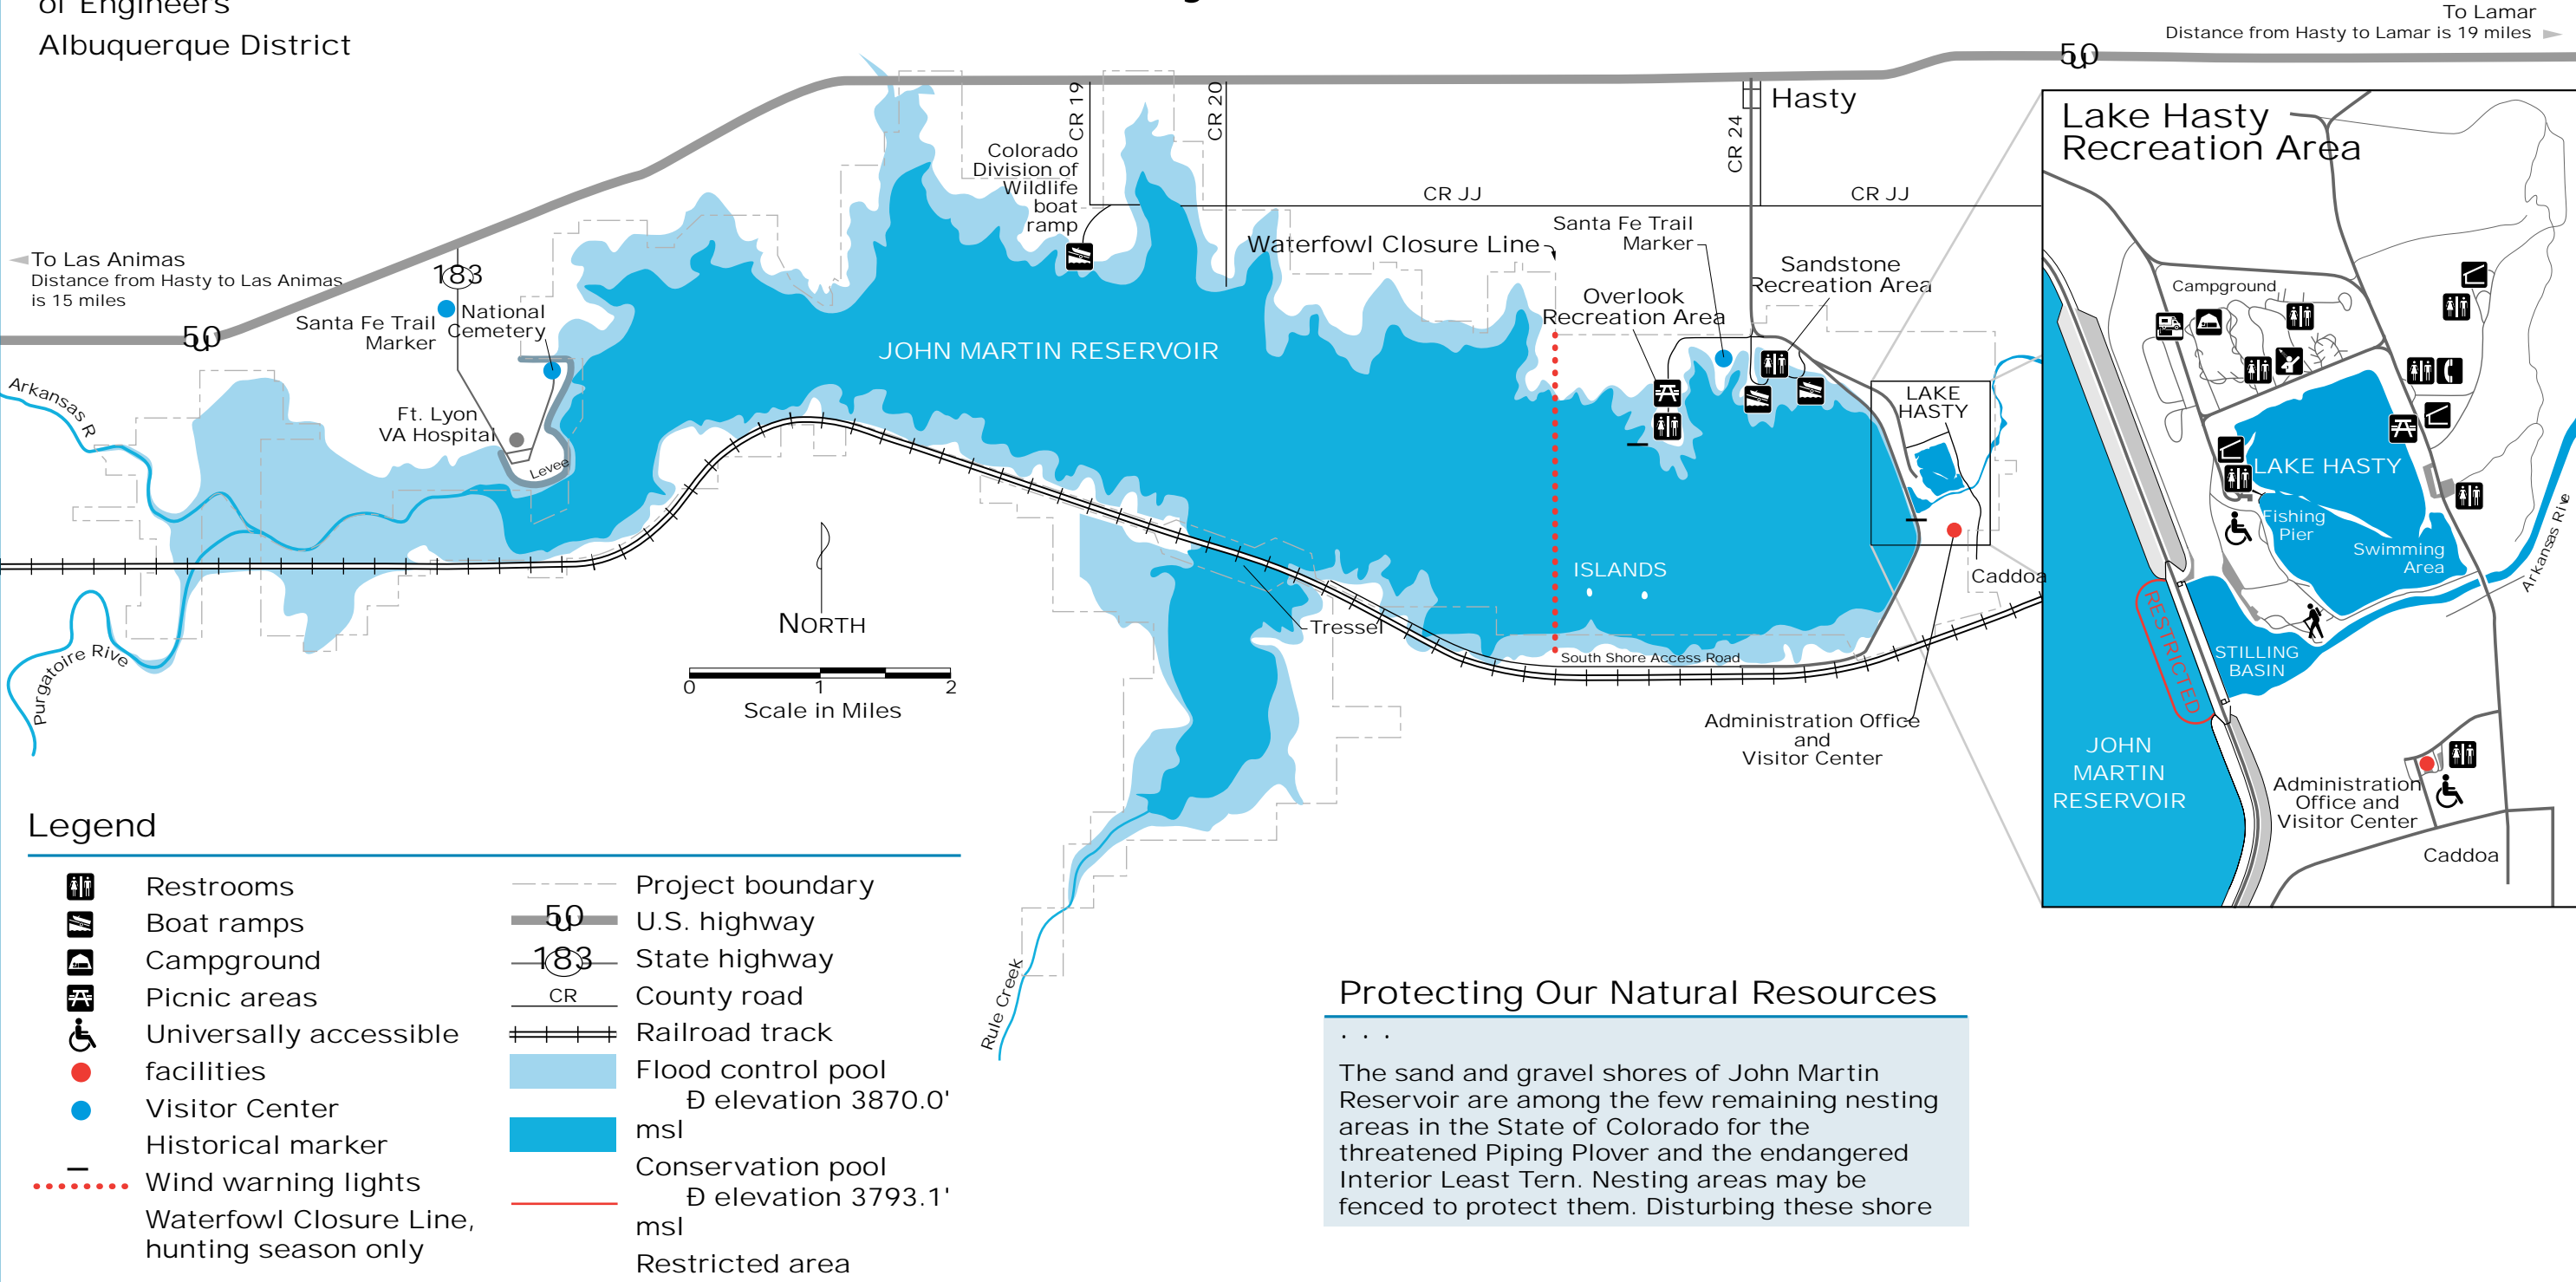 of Engineers
Albuquerque District
To Lamar
Distance from Hasty to Lamar is 19 miles
50
u
Hasty
CR 19
CR 20
CR 24
CR JJ
CR JJ
Colorado
Division of
Wildlife
boat
ramp
Waterfowl Closure Line
Santa Fe Trail
Marker
Sandstone
Recreation Area
Overlook
Recreation Area
To Las Animas
Distance from Hasty to Las Animas
is 15 miles
50
u
183
Santa Fe Trail
Marker
National
Cemetery
Arkansas R
Ft. Lyon
VA Hospital
Levee
JOHN MARTIN RESERVOIR
LAKE
HASTY
ISLANDS
Caddoa
Tressel
South Shore Access Road
Purgatoire Rive
NORTH
0 1 2
Scale in Miles
Administration Office
and
Visitor Center
Rule Creek
Lake Hasty
Recreation Area
Campground
LAKE HASTY
Fishing
Pier
Swimming
Area
Arkansas Rive
RESTRICTED
STILLING
BASIN
JOHN
MARTIN
RESERVOIR
Administration
Office and
Visitor Center
Caddoa
Legend
Restrooms
Boat ramps
Campground
Picnic areas
Universally accessible
facilities
Visitor Center
Historical marker
Wind warning lights
Waterfowl Closure Line,
hunting season only
Project boundary
50
u
U.S. highway
183
State highway
CR
County road
Railroad track
Flood control pool
Ð elevation 3870.0'
msl
Conservation pool
Ð elevation 3793.1'
msl
Restricted area
Protecting Our Natural Resources
. . .
The sand and gravel shores of John Martin
Reservoir are among the few remaining nesting
areas in the State of Colorado for the
threatened Piping Plover and the endangered
Interior Least Tern. Nesting areas may be
fenced to protect them. Disturbing these shore